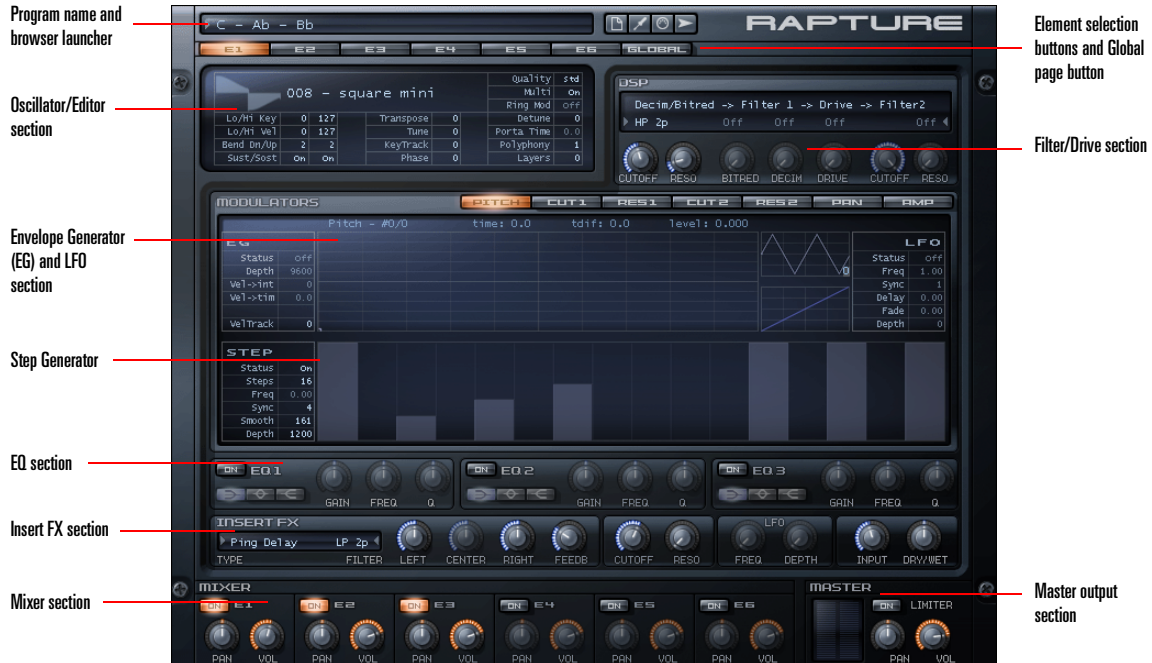 Program name and
browser launcher
C - Ab - Bb
RAPTURE
Element selection
buttons and Global
page button
E1 E2 E3 E4 E5 E6 GLOBAL
Oscillator/Editor
section
008 - square mini
Quality std
Multi On
Ring Mod Off
Lo/Hi Key 0 127 Transpose 0 Detune 0
Lo/Hi Vel 0 127 Tune 0 Porta Time 0.0
Bend Dn/Up 2 2 KeyTrack 0 Polyphony 1
Sust/Sost On On Phase 0 Layers 0
DSP
Decim/Bitred -> Filter 1 -> Drive -> Filter2
HP 2p Off Off Off Off
CUTOFF RESO BITRED DECIM DRIVE CUTOFF RESO
Filter/Drive section
MODULATORS
PITCH CUT1 RES1 CUT2 RES2 PAN AMP
Envelope Generator
(EG) and LFO
section
Pitch - #0/0 time: 0.0 tdif: 0.0 level: 0.000
EG
Status Off
Depth 9600
Vel->int 0
Vel->tim 0.0
VelTrack 0
0
LFO
Status Off
Freq 1.00
Sync 1
Delay 0.00
Fade 0.00
Depth 0
Step Generator
STEP
Status On
Steps 16
Freq 0.00
Sync 4
Smooth 161
Depth 1200
EQ section
ON EQ1 GAIN FREQ Q
ON EQ2 GAIN FREQ Q
ON EQ3 GAIN FREQ Q
Insert FX section
INSERT FX
Ping Delay LP 2p
TYPE FILTER LEFT CENTER RIGHT FEEDB CUTOFF RESO
LFO
FREQ DEPTH INPUT DRY/WET
Mixer section
MIXER
ON E1 ON E2 ON E3 ON E4 ON E5 ON E6
PAN VOL PAN VOL PAN VOL PAN VOL PAN VOL PAN VOL
MASTER
ON LIMITER
PAN VOL
Master output
section